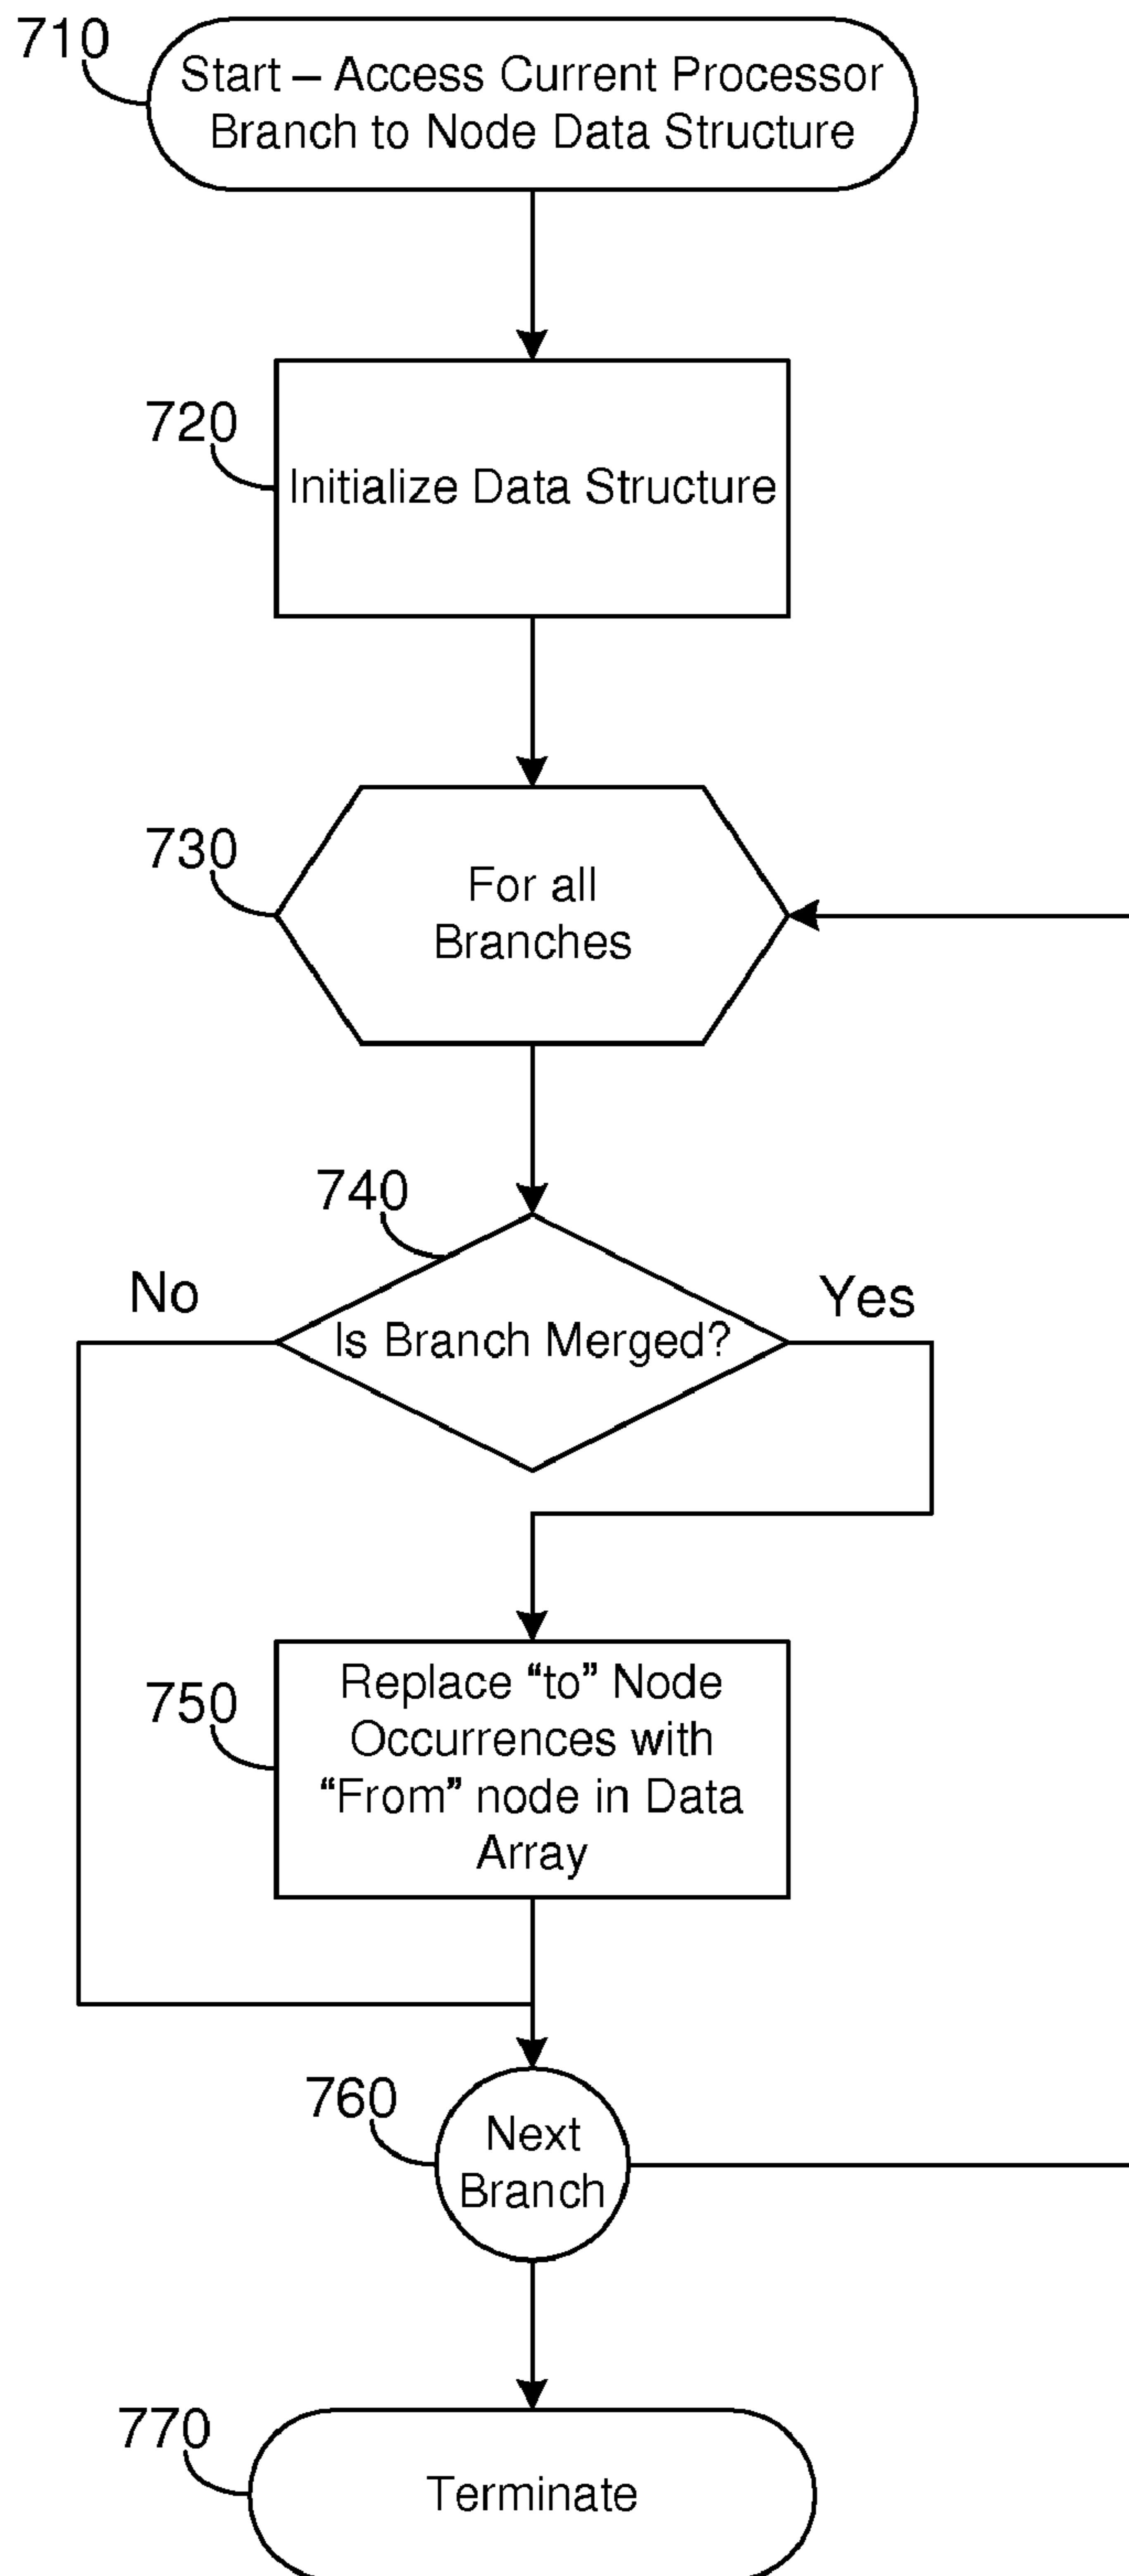 710
Start – Access Current Processor
Branch to Node Data Structure
720
Initialize Data Structure
730
For all
Branches
740
No
Yes
Is Branch Merged?
750
Replace “to” Node
Occurrences with
“From” node in Data
Array
760
Next
Branch
770
Terminate